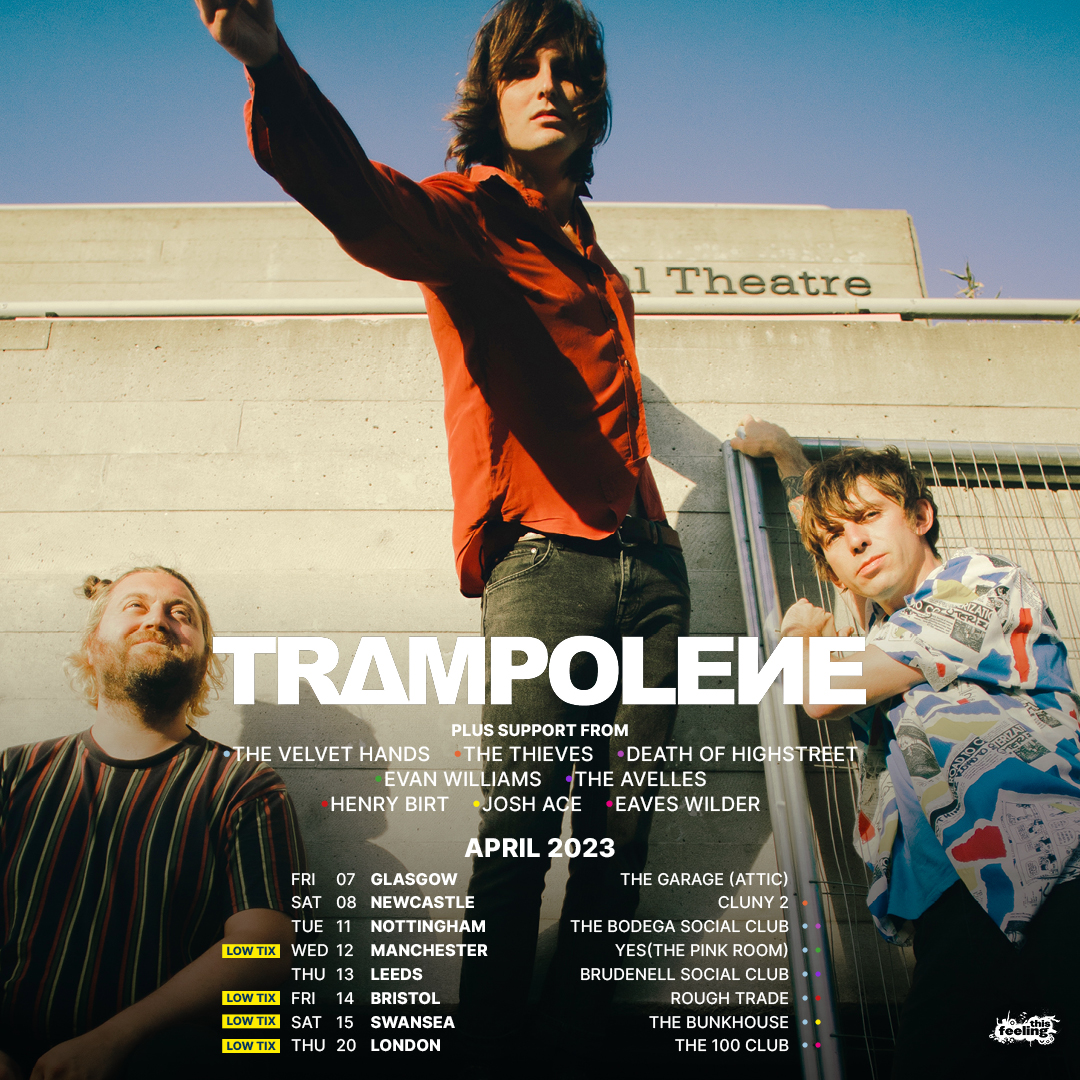 al Theatre
TRAMPOLENE
PLUS SUPPORT FROM
•THE VELVET HANDS •THE THIEVES •DEATH OF HIGHSTREET
•EVAN WILLIAMS •THE AVELLES
•HENRY BIRT •JOSH ACE •EAVES WILDER
APRIL 2023
FRI 07 GLASGOW THE GARAGE (ATTIC)
SAT 08 NEWCASTLE CLUNY 2
TUE 11 NOTTINGHAM THE BODEGA SOCIAL CLUB
LOW TIX WED 12 MANCHESTER YES(THE PINK ROOM)
THU 13 LEEDS BRUDENELL SOCIAL CLUB
LOW TIX FRI 14 BRISTOL ROUGH TRADE
LOW TIX SAT 15 SWANSEA THE BUNKHOUSE
LOW TIX THU 20 LONDON THE 100 CLUB
this
feeling